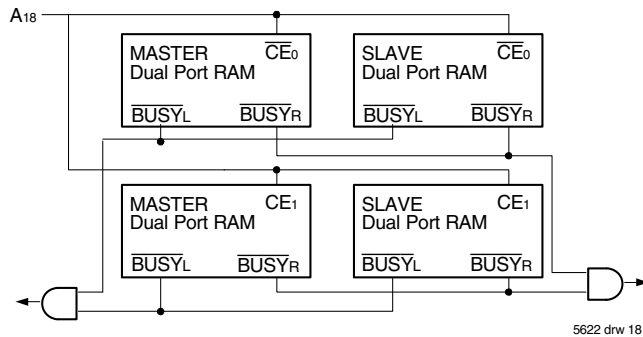 A18
MASTER CE0
Dual Port RAM
BUSYL BUSYR
SLAVE CE0
Dual Port RAM
BUSYL BUSYR
MASTER CE1
Dual Port RAM
BUSYL BUSYR
SLAVE CE1
Dual Port RAM
BUSYL BUSYR
5622 drw 18